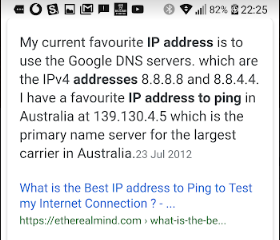 82% 22:25
My current favourite IP address is to
use the Google DNS servers. which are
the IPv4 addresses 8.8.8.8 and 8.8.4.4.
I have a favourite IP address to ping in
Australia at 139.130.4.5 which is the
primary name server for the largest
carrier in Australia.23 Jul 2012
What is the Best IP address to Ping to Test
my Internet Connection ? - ...
https://etherealmind.com › what-is-the-be...